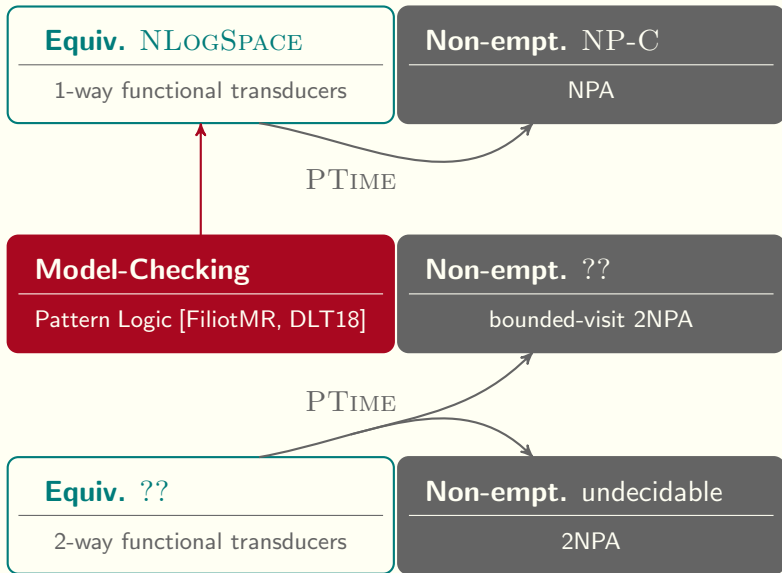 Equiv. NLOGSPACE
1-way functional transducers
Non-empt. NP-C
NPA
PTIME
Model-Checking
Pattern Logic [FiliotMR, DLT18]
Non-empt. ??
bounded-visit 2NPA
PTIME
Equiv. ??
2-way functional transducers
Non-empt. undecidable
2NPA